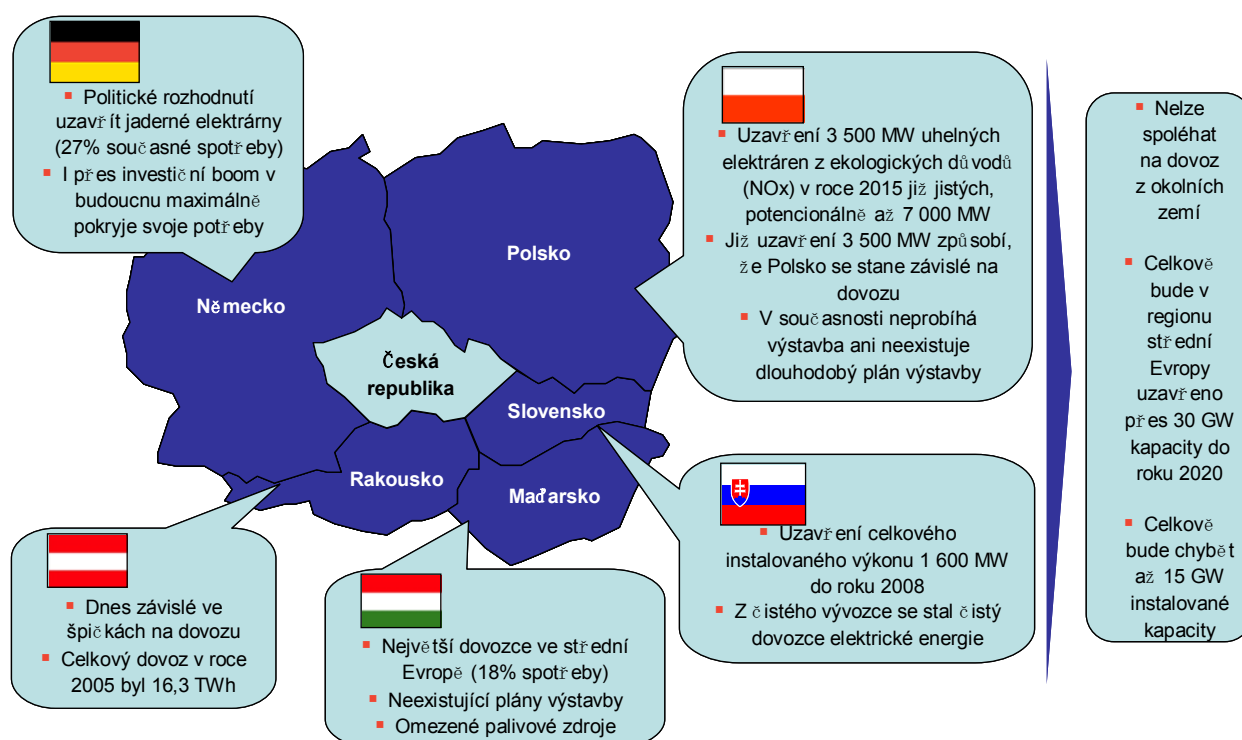 Politické rozhodnutí
uzavřít jaderné elektrárny
(27% současné spotřeby)
I přes investiční boom v
budoucnu maximálně
pokryje svoje potřeby
Uzavření 3 500 MW uhelných
elektráren z ekologických důvodů
(NOx) v roce 2015 již jistých,
potencionálně až 7 000 MW
Již uzavření 3 500 MW způsobí,
že Polsko se stane závislé na
dovozu
V současnosti neprobíhá
výstavba ani neexistuje
dlouhodobý plán výstavby
Nelze
spoléhat
na dovoz
z okolních
zemí
Celkově
bude v
regionu
střední
Evropy
uzavřeno
přes 30 GW
kapacity do
roku 2020
Celkově
bude chybět
až 15 GW
instalované
kapacity
Polsko
Německo
Česká
republika
Slovensko
Rakousko
Maďarsko
Uzavření celkového
instalovaného výkonu 1 600 MW
do roku 2008
Z čistého vývozce se stal čistý
dovozce elektrické energie
Dnes závislé ve
špičkách na dovozu
Celkový dovoz v roce
2005 byl 16,3 TWh
Největší dovozce ve střední
Evropě (18% spotřeby)
Neexistující plány výstavby
Omezené palivové zdroje